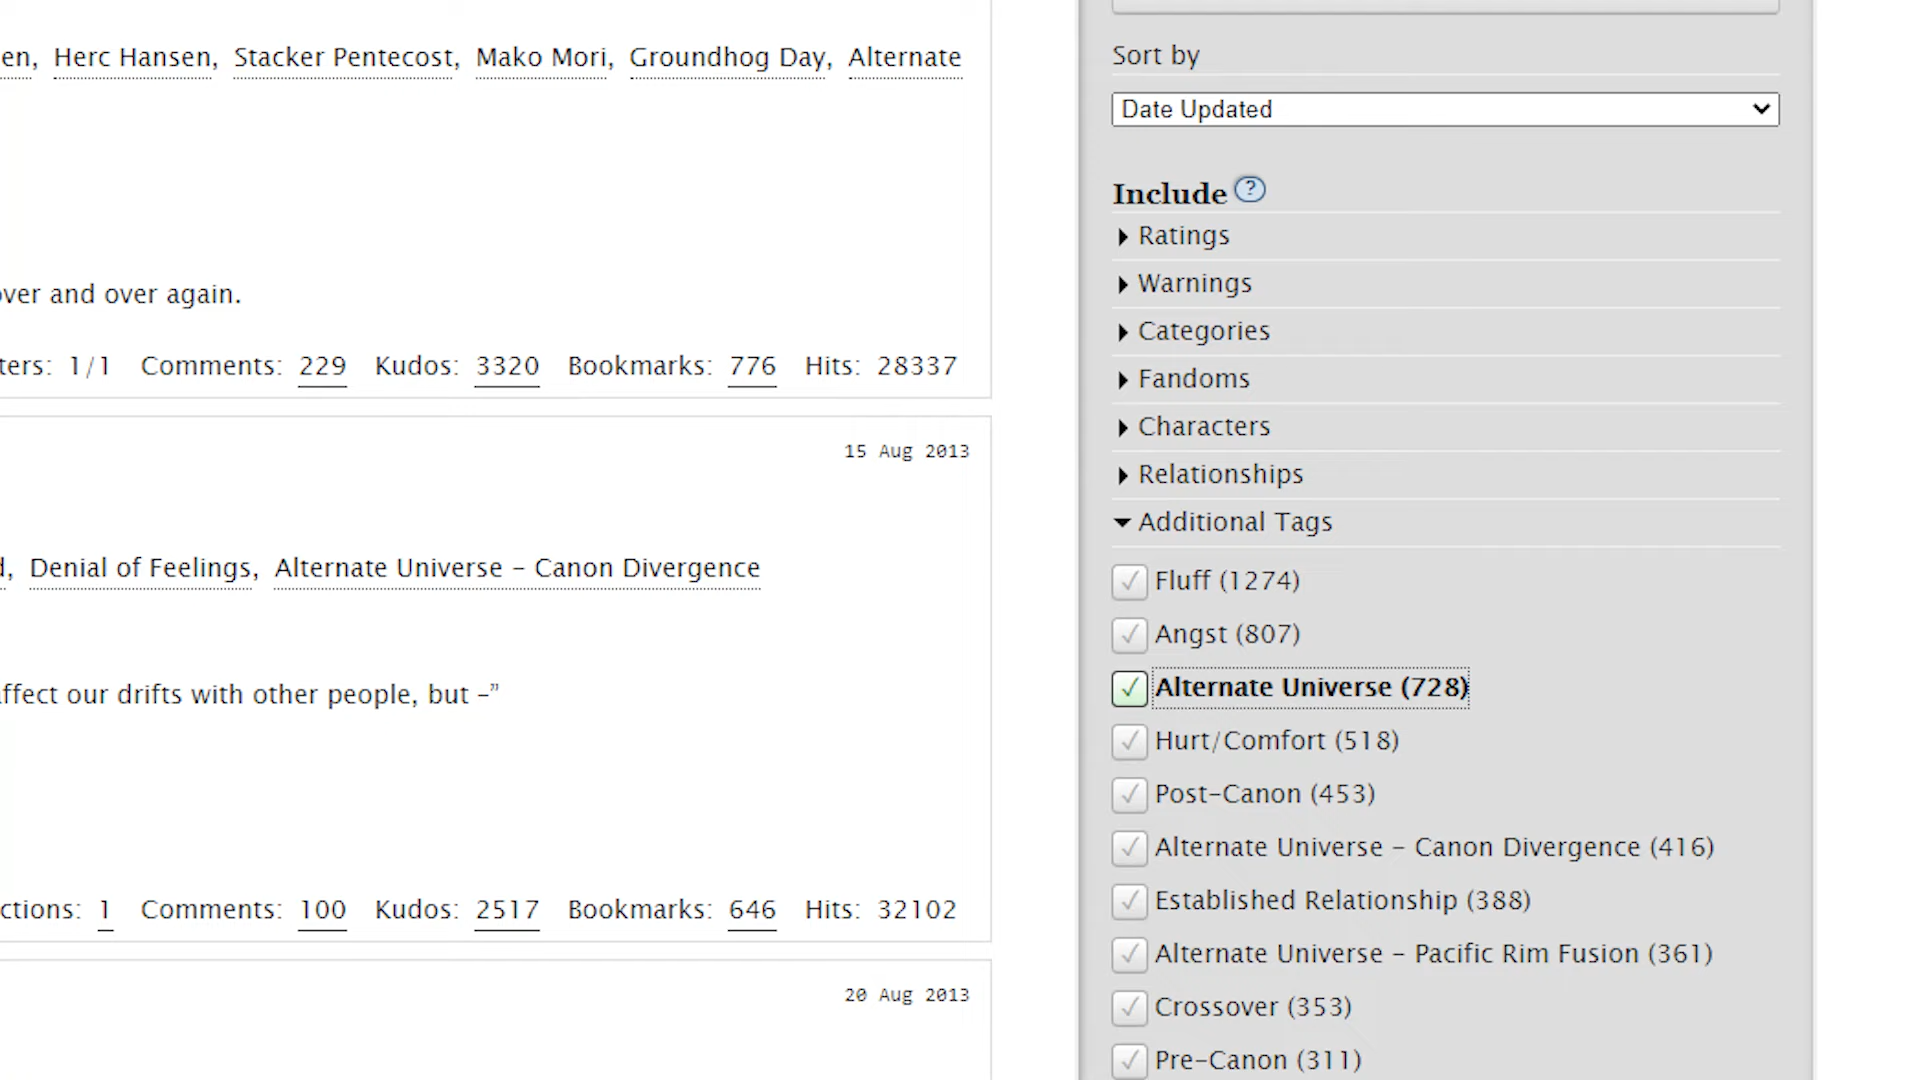 en, Herc Hansen, Stacker Pentecost, Mako Mori, Groundhog Day, Alternate
over and over again.
ters: 1/1 Comments: 229 Kudos: 3320 Bookmarks: 776 Hits: 28337
15 Aug 2013
d, Denial of Feelings, Alternate Universe - Canon Divergence
affect our drifts with other people, but -”
ctions: 1 Comments: 100 Kudos: 2517 Bookmarks: 646 Hits: 32102
20 Aug 2013
Sort by
Date Updated
Include ?
Ratings
Warnings
Categories
Fandoms
Characters
Relationships
Additional Tags
Fluff (1274)
Angst (807)
Alternate Universe (728)
Hurt/Comfort (518)
Post-Canon (453)
Alternate Universe - Canon Divergence (416)
Established Relationship (388)
Alternate Universe - Pacific Rim Fusion (361)
Crossover (353)
Pre-Canon (311)